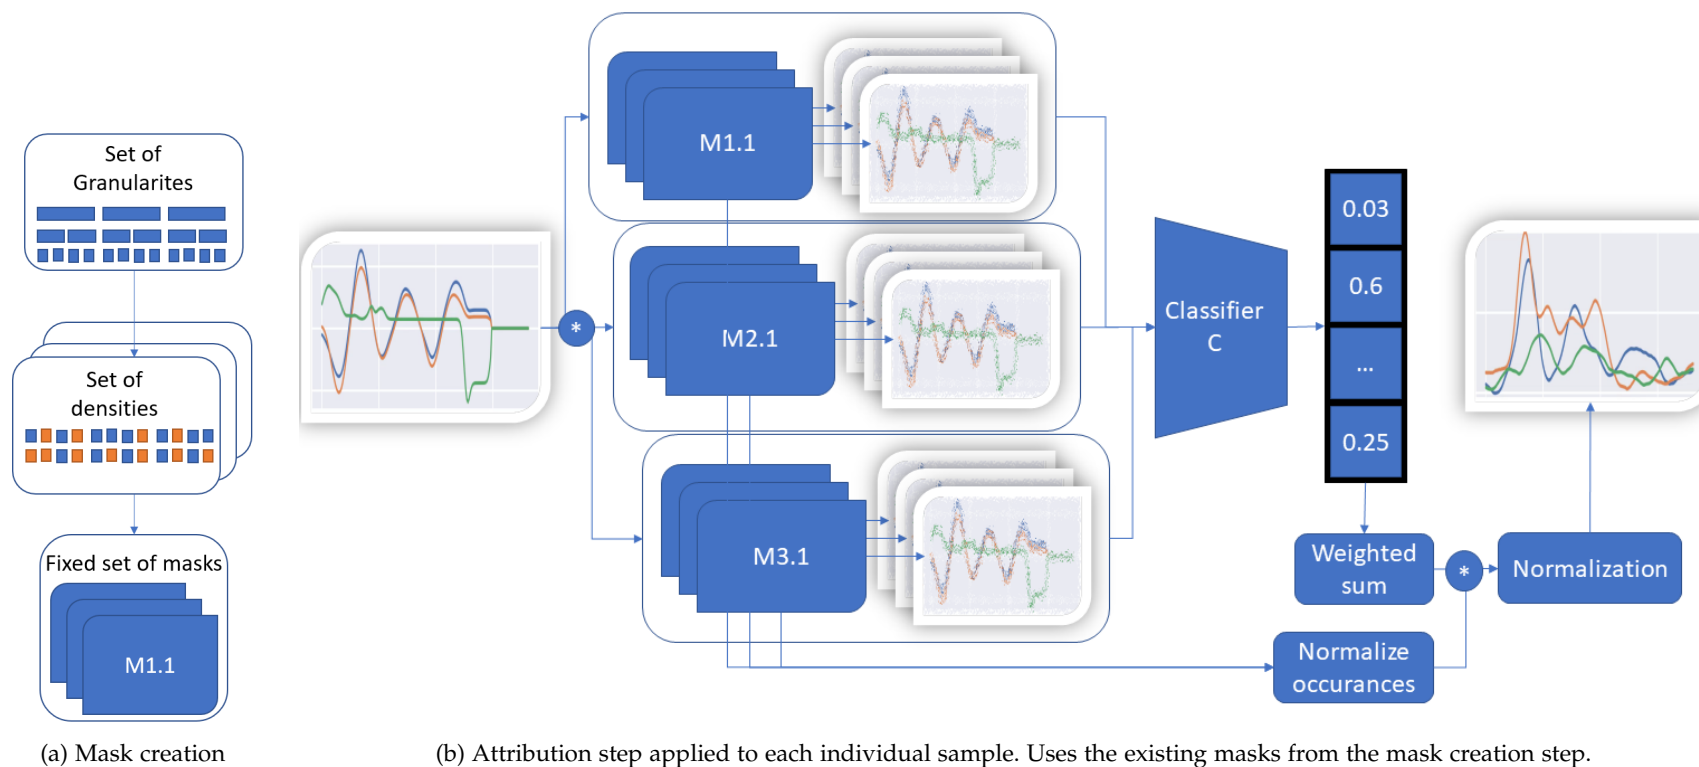 Set of
Granularites
Set of
densities
Fixed set of masks
M1.1
(a) Mask creation
*
M1.1
M2.1
M3.1
Classifier
C
0.03
0.6
...
0.25
Weighted
sum
*
Normalization
Normalize
occurances
(b) Attribution step applied to each individual sample. Uses the existing masks from the mask creation step.